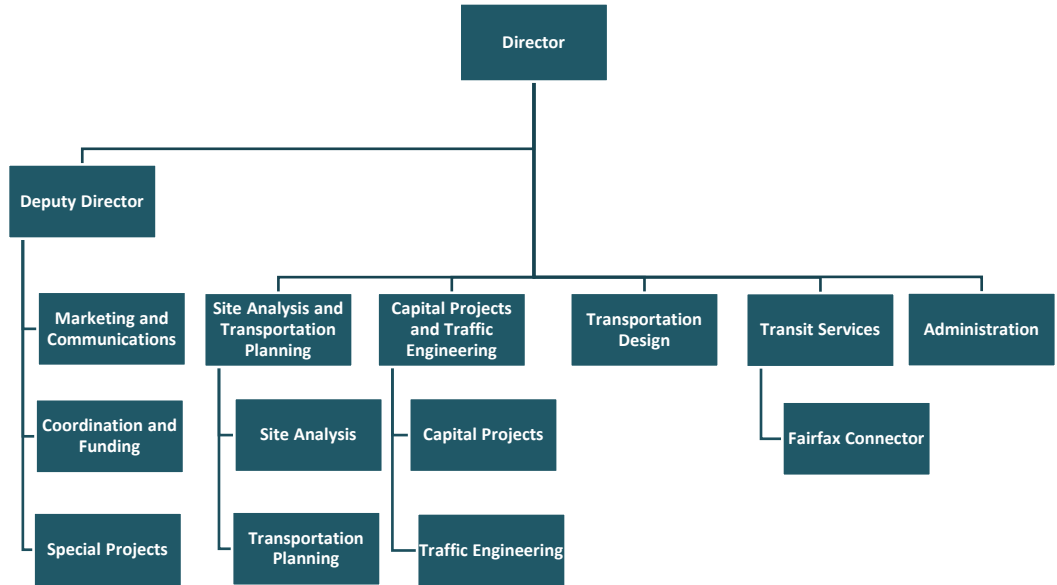 Director
Deputy Director
Marketing and
Communications
Coordination and
Funding
Special Projects
Site Analysis and
Transportation
Planning
Site Analysis
Transportation
Planning
Capital Projects
and Traffic
Engineering
Capital Projects
Traffic Engineering
Transportation
Design
Transit Services
Fairfax Connector
Administration